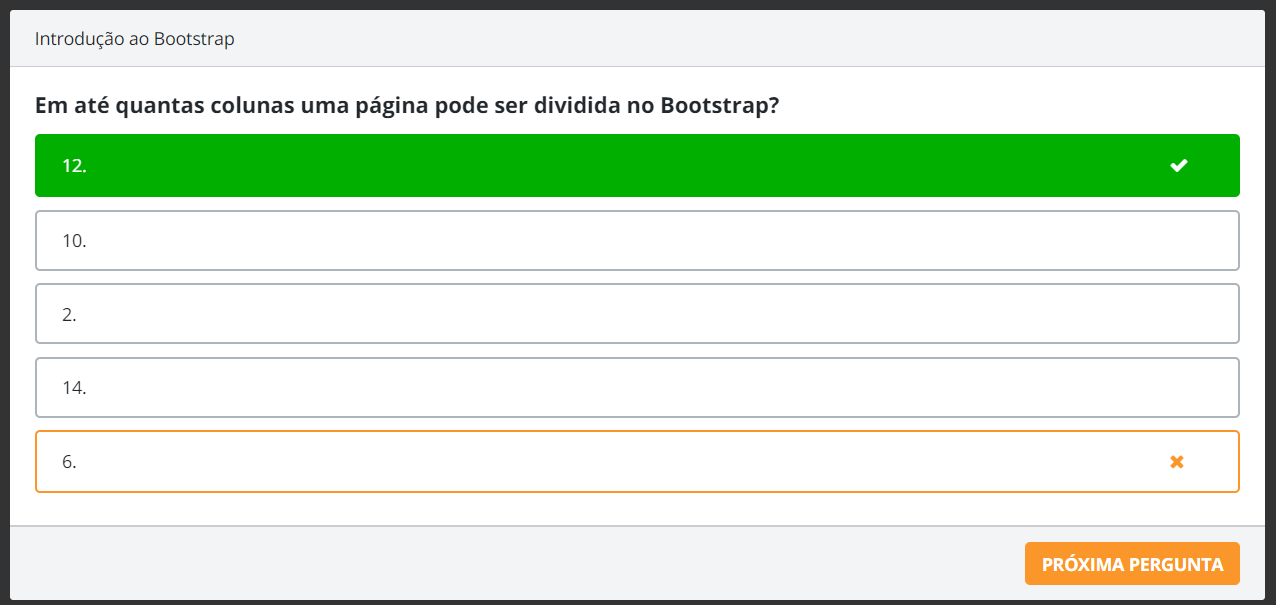 Introdução ao Bootstrap
Em até quantas colunas uma página pode ser dividida no Bootstrap?
12.
10.
2.
14.
6.
PRÓXIMA PERGUNTA